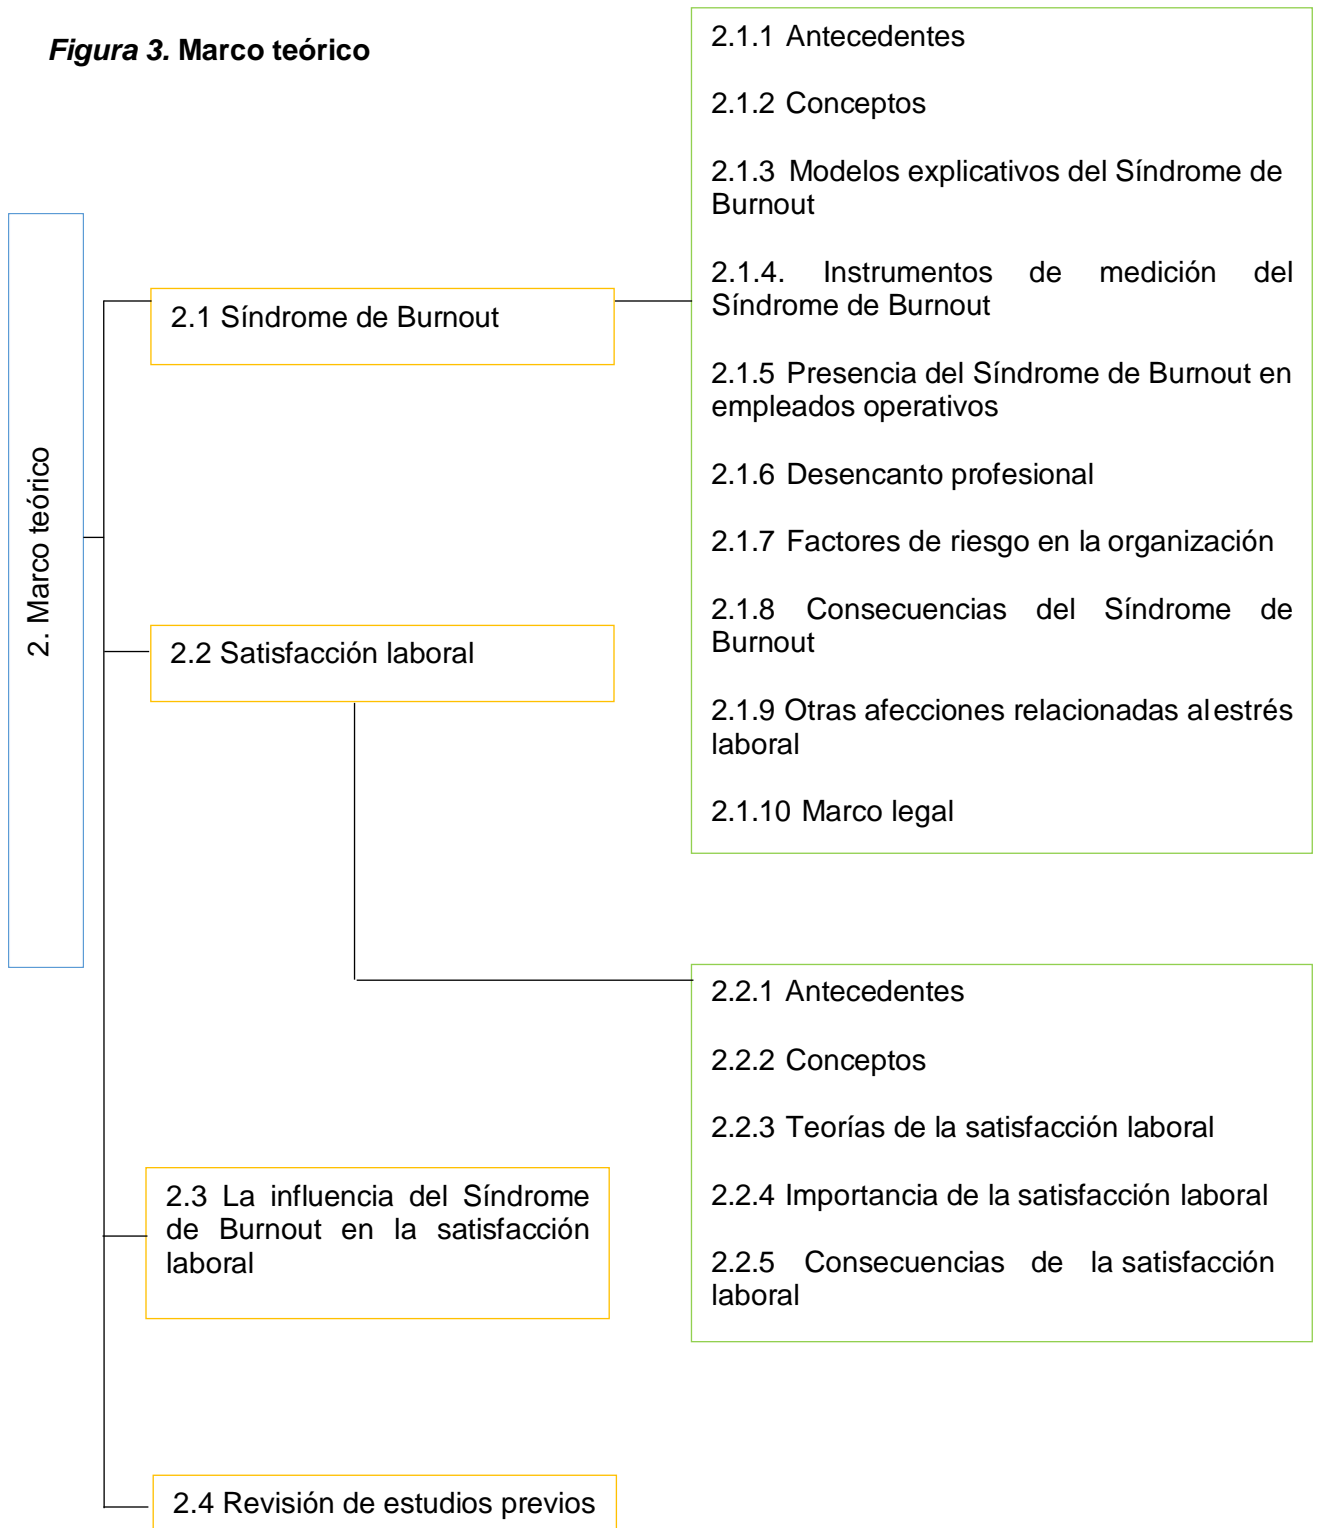 Figura 3. Marco teórico
2. Marco teórico
2.1 Síndrome de Burnout
2.1.1 Antecedentes
2.1.2 Conceptos
2.1.3 Modelos explicativos del Síndrome de
Burnout
2.1.4. Instrumentos de medición del
Síndrome de Burnout
2.1.5 Presencia del Síndrome de Burnout en
empleados operativos
2.1.6 Desencanto profesional
2.1.7 Factores de riesgo en la organización
2.1.8 Consecuencias del Síndrome de
Burnout
2.1.9 Otras afecciones relacionadas al estrés
laboral
2.1.10 Marco legal
2.2 Satisfacción laboral
2.2.1 Antecedentes
2.2.2 Conceptos
2.2.3 Teorías de la satisfacción laboral
2.2.4 Importancia de la satisfacción laboral
2.2.5 Consecuencias de la satisfacción
laboral
2.3 La influencia del Síndrome
de Burnout en la satisfacción
laboral
2.4 Revisión de estudios previos